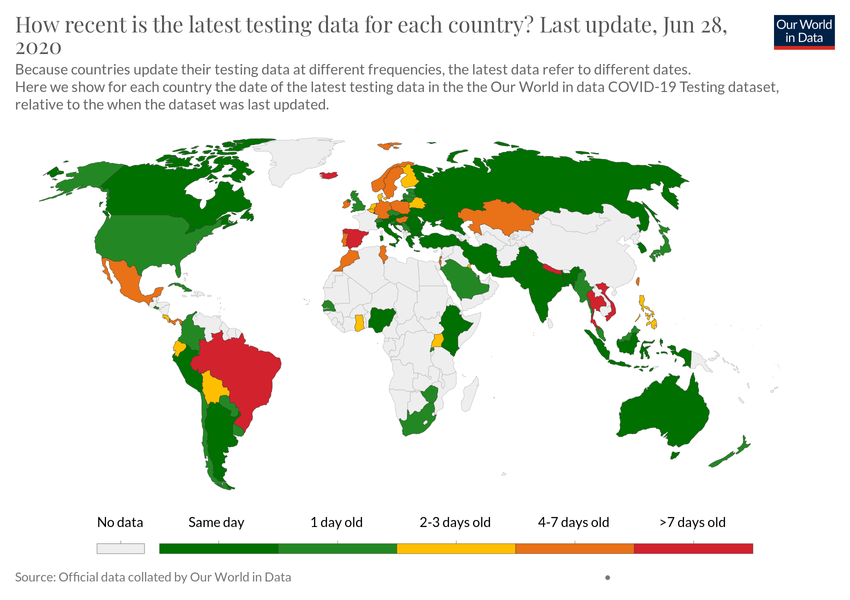 How recent is the latest testing data for each country? Last update, Jun 28,
2020
Our World
in Data
Because countries update their testing data at different frequencies, the latest data refer to different dates.
Here we show for each country the date of the latest testing data in the the Our World in data COVID-19 Testing dataset,
relative to the when the dataset was last updated.
No data
Same day
1 day old
2-3 days old
4-7 days old
>7 days old
Source: Official data collated by Our World in Data